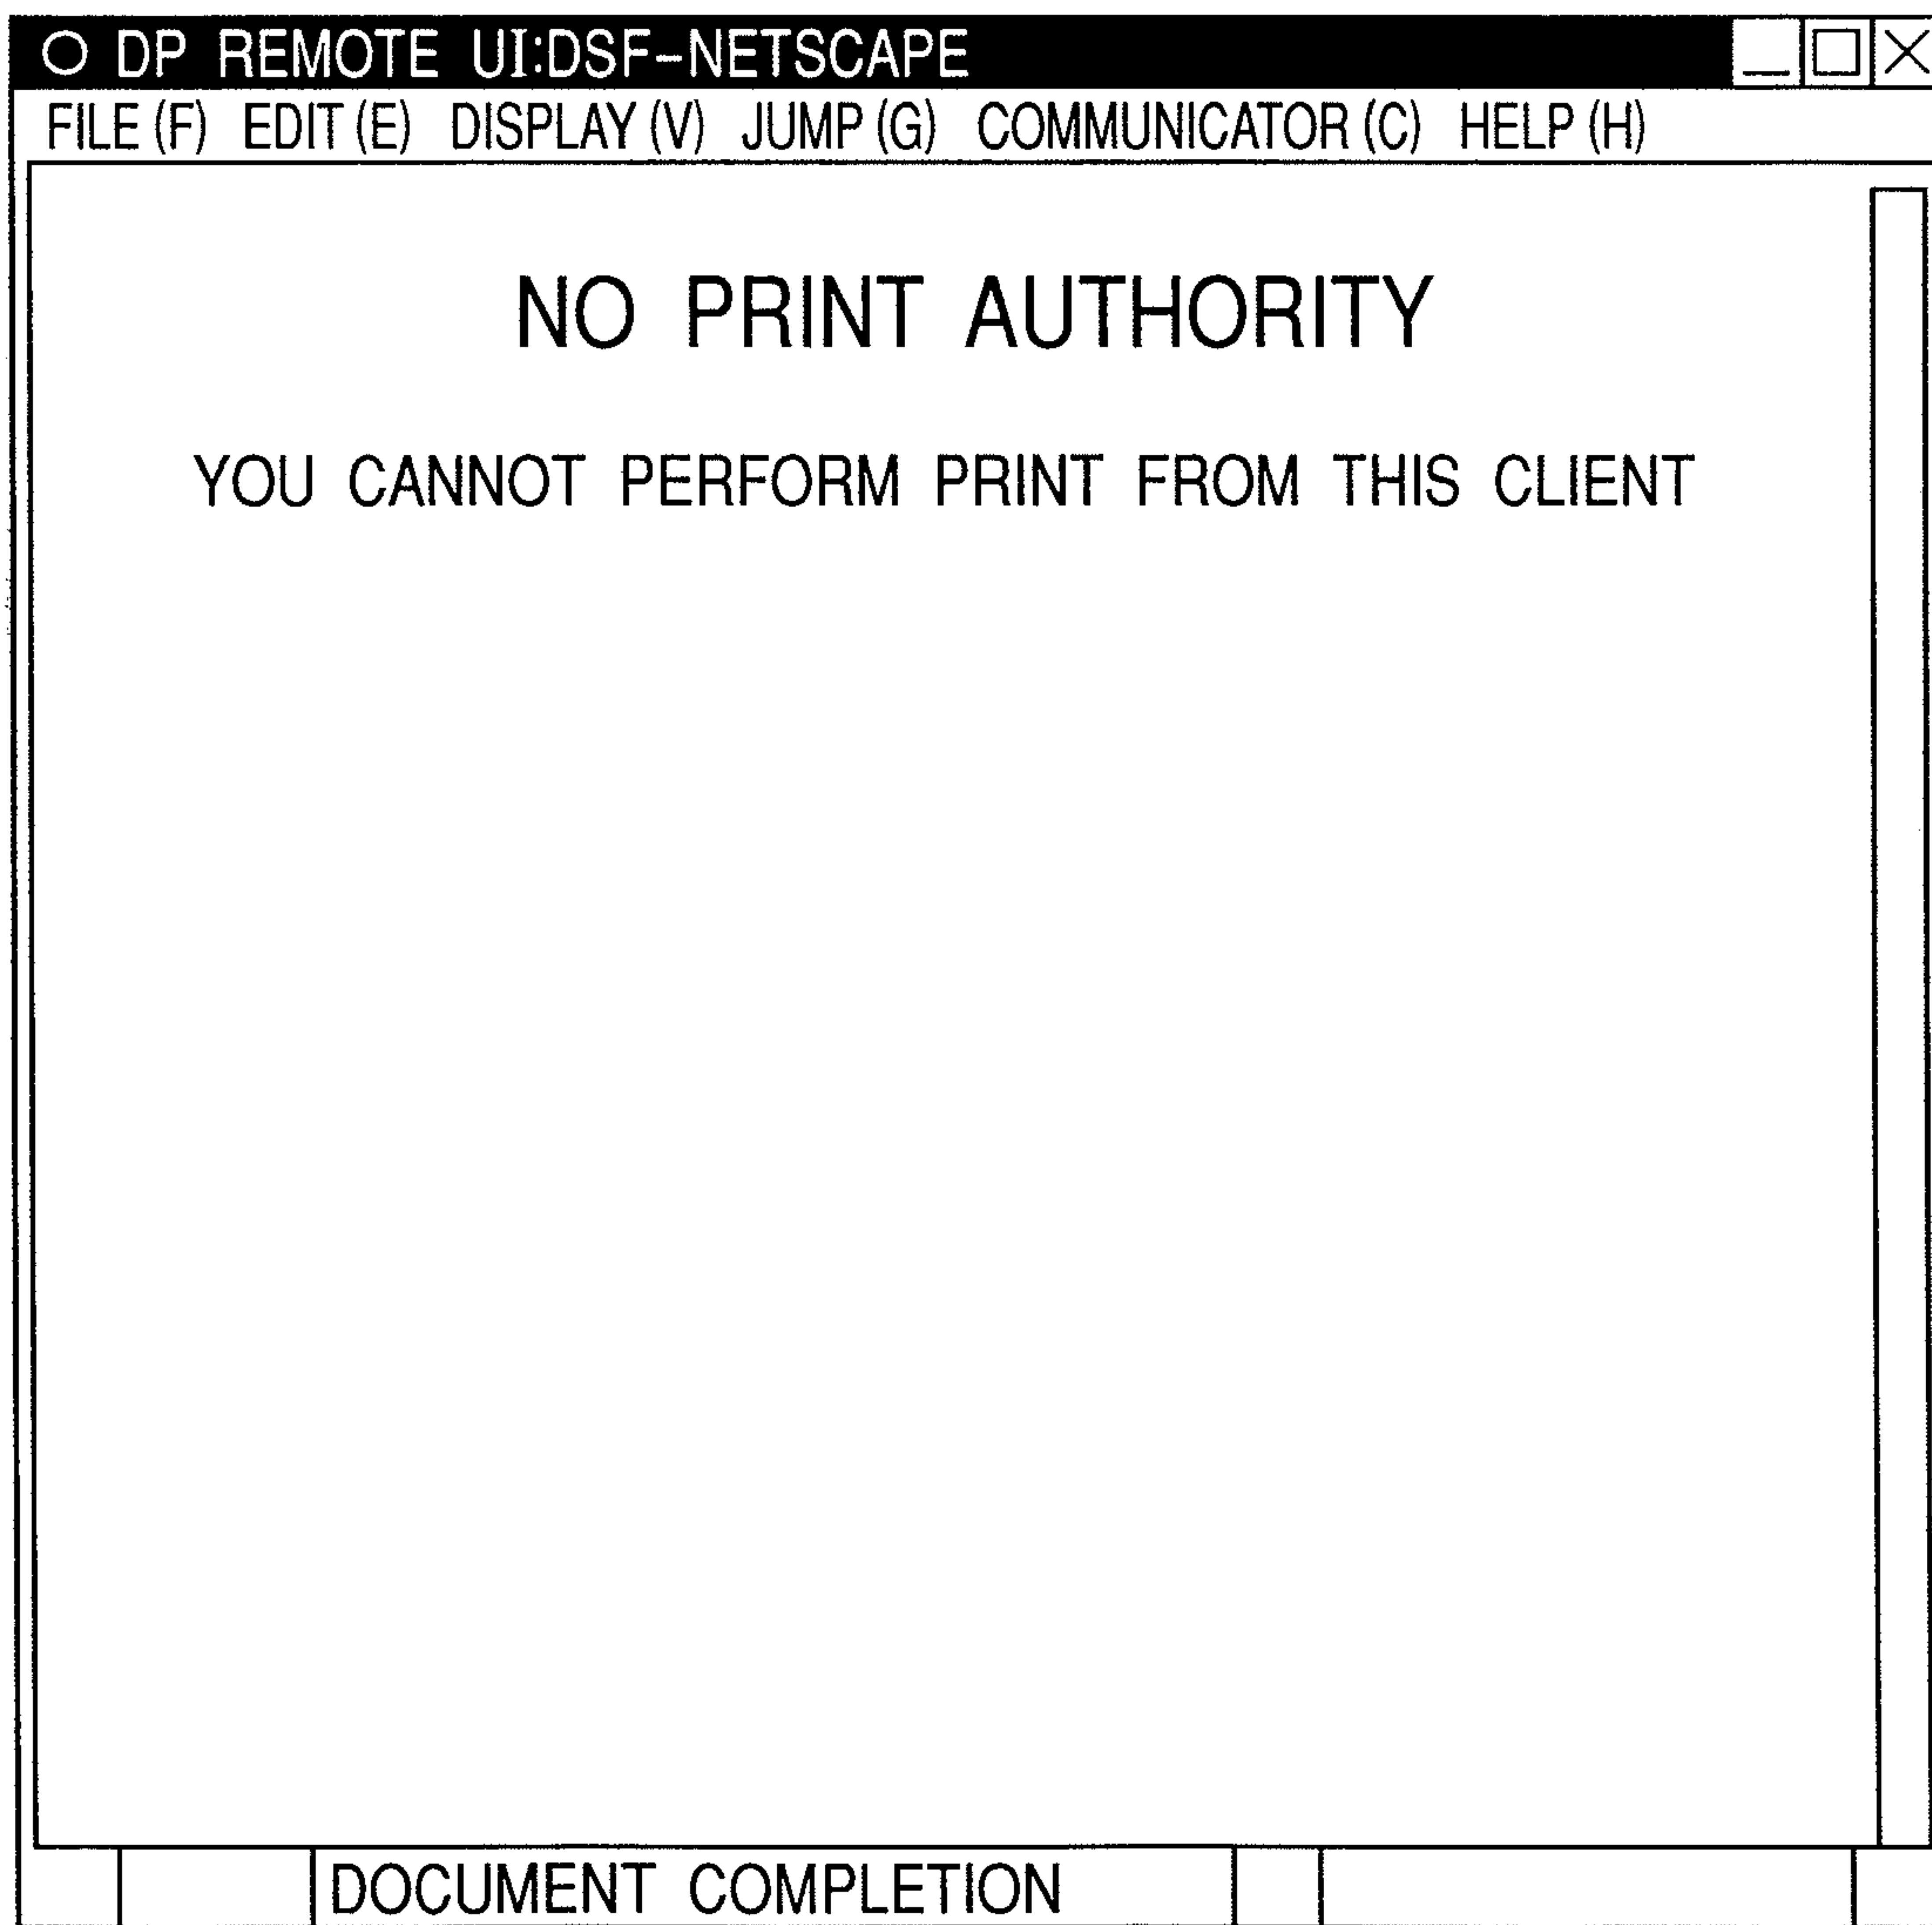 DP REMOTE UI:DSF-NETSCAPE
FILE (F) EDIT (E) DISPLAY (V) JUMP (G) COMMUNICATOR (C) HELP (H)
NO PRINT AUTHORITY
YOU CANNOT PERFORM PRINT FROM THIS CLIENT
DOCUMENT COMPLETION